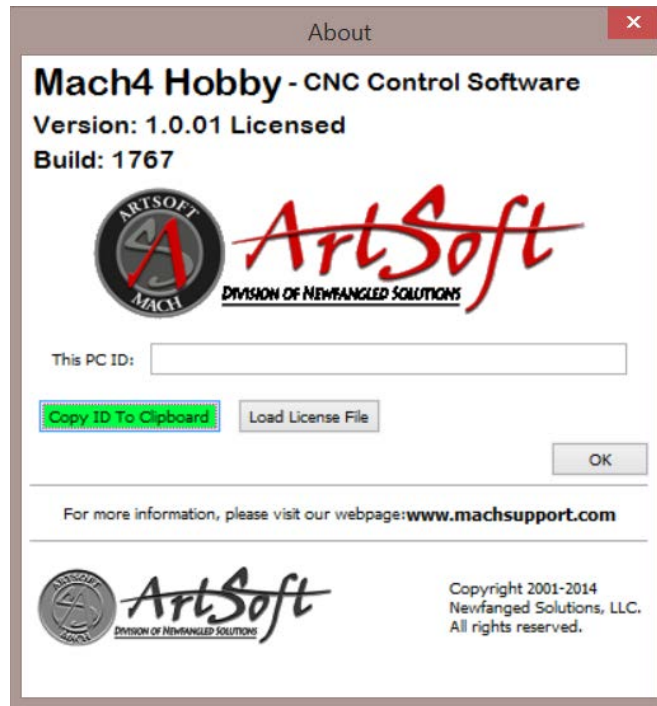 About
Mach4 Hobby - CNC Control Software
Version: 1.0.01 Licensed
Build: 1767
ARTSOFT
MACH
ArtSoft
DIVISION OF NEWFANGLED SOLUTIONS
This PC ID:
Copy ID To Clipboard Load License File
OK
For more information, please visit our webpage:www.machsupport.com
ARTSOFT
MACH
ArtSoft
DIVISION OF NEWFANGLED SOLUTIONS
Copyright 2001-2014
Newfanged Solutions, LLC.
All rights reserved.